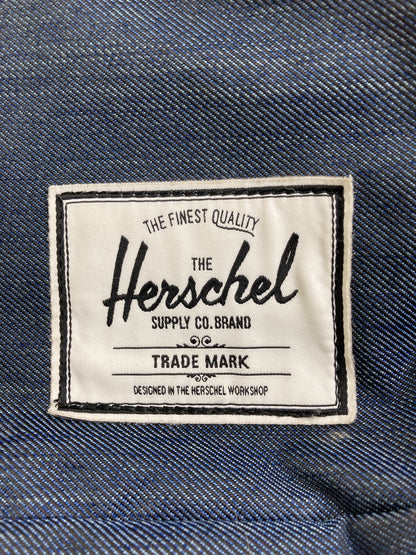 THE FINEST QUALITY
THE
Herschel
SUPPLY CO. BRAND
TRADE MARK
DESIGNED IN THE HERSCHEL WORKSHOP